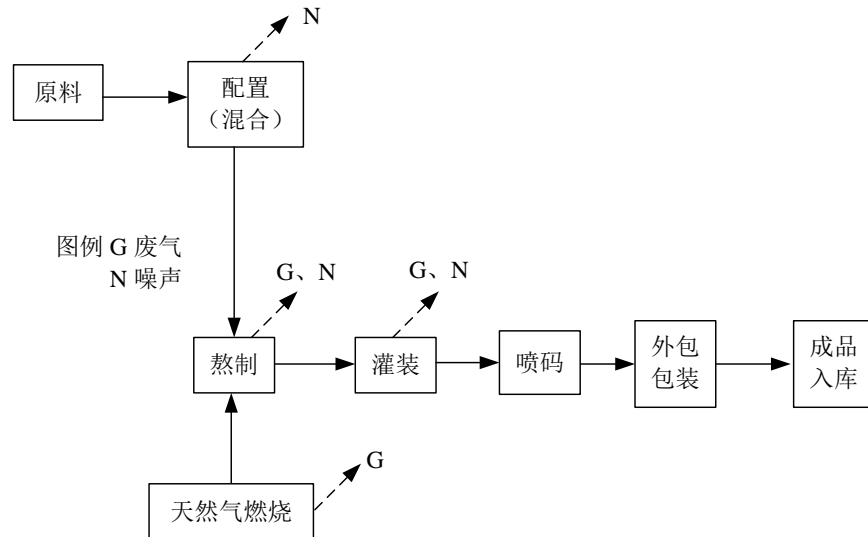 N
原料
配置
（混合）
图例 G 废气
N 噪声
G、N
G、N
熬制
灌装
喷码
外包
包装
成品
入库
G
天然气燃烧